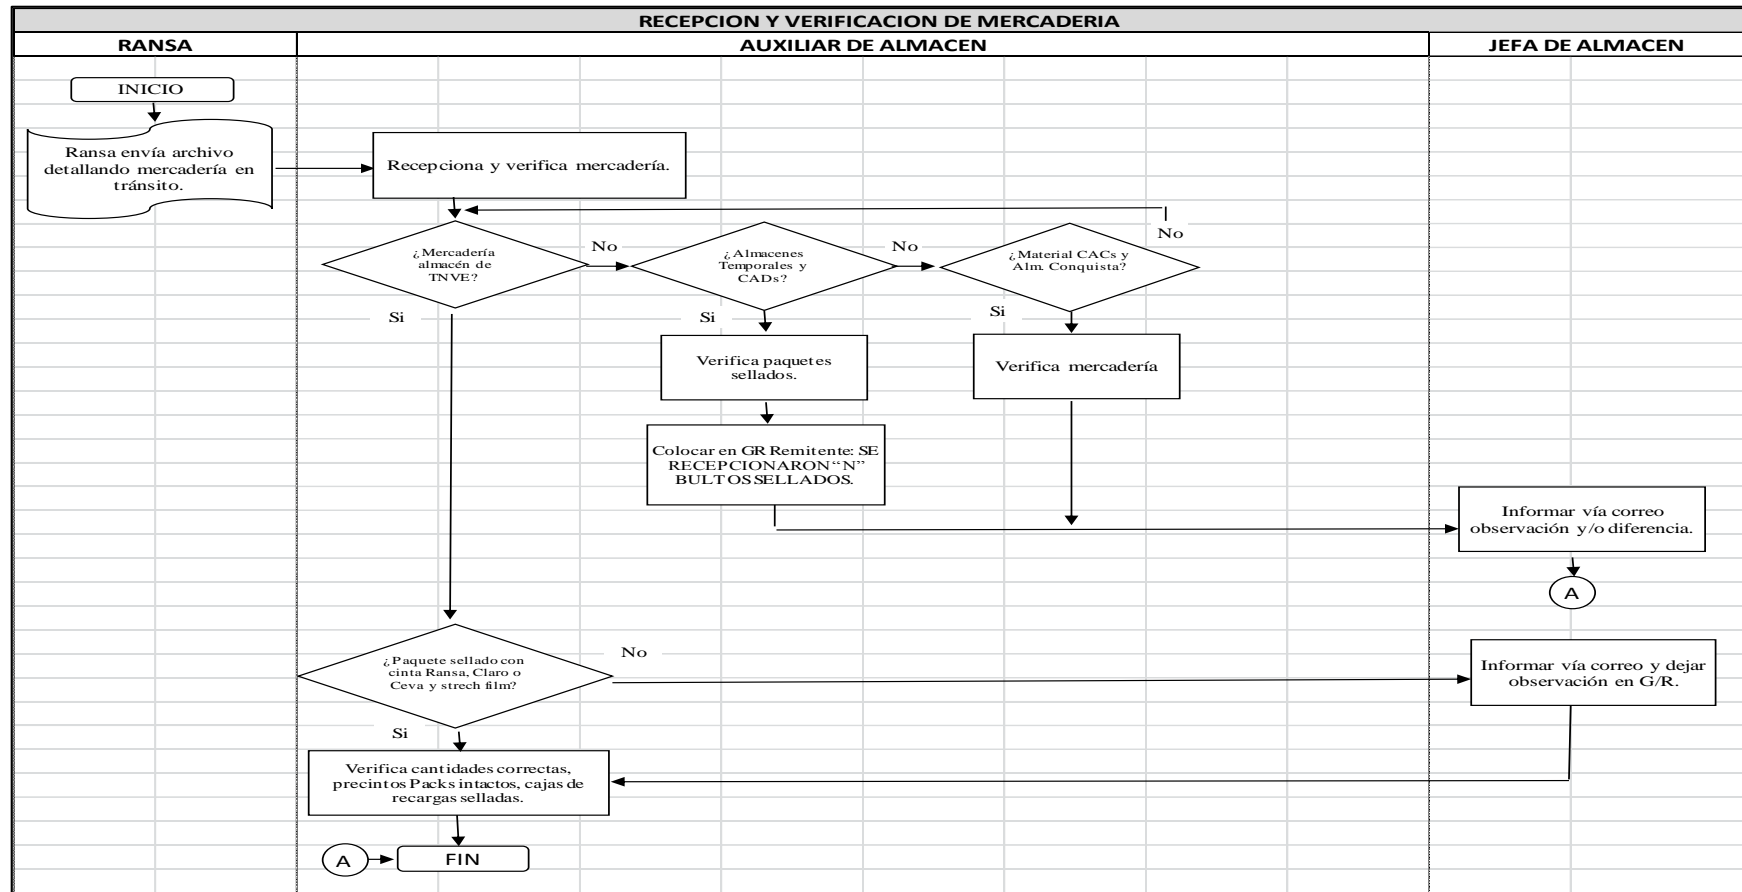 RECEPCION Y VERIFICACION DE MERCADERIA
RANSA
AUXILIAR DE ALMACEN
JEFA DE ALMACEN
INICIO
Ransa envía archivo
detallando mercadería en
tránsito.
Recepciona y verifica mercadería.
¿Mercadería
almacén de
TNVE?
No
¿Almacenes
Temporales y
CADs?
No
¿Material CACs y
Alm. Conquista?
No
Si
Si
Si
Verifica paquetes
sellados.
Verifica mercadería
Colocar en GR Remitente: SE
RECEPCIONARON “N”
BULTOS SELLADOS.
Informar vía correo
observación y/o diferencia.
A
¿Paquete sellado con
cinta Ransa, Claro o
Ceva y strech film?
No
Informar vía correo y dejar
observación en G/R.
Si
Verifica cantidades correctas,
precintos Packs intactos, cajas de
recargas selladas.
A
FIN